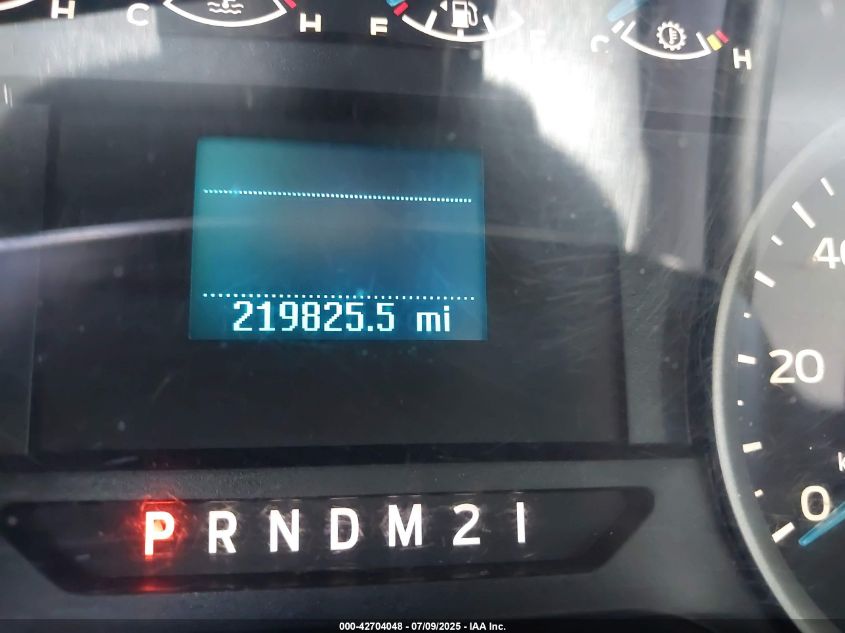 H C H E F C H
219825.5 mi
40
20
0
P R N D M 2 1
000-42704048 - 07/09/2025 - IAA Inc.